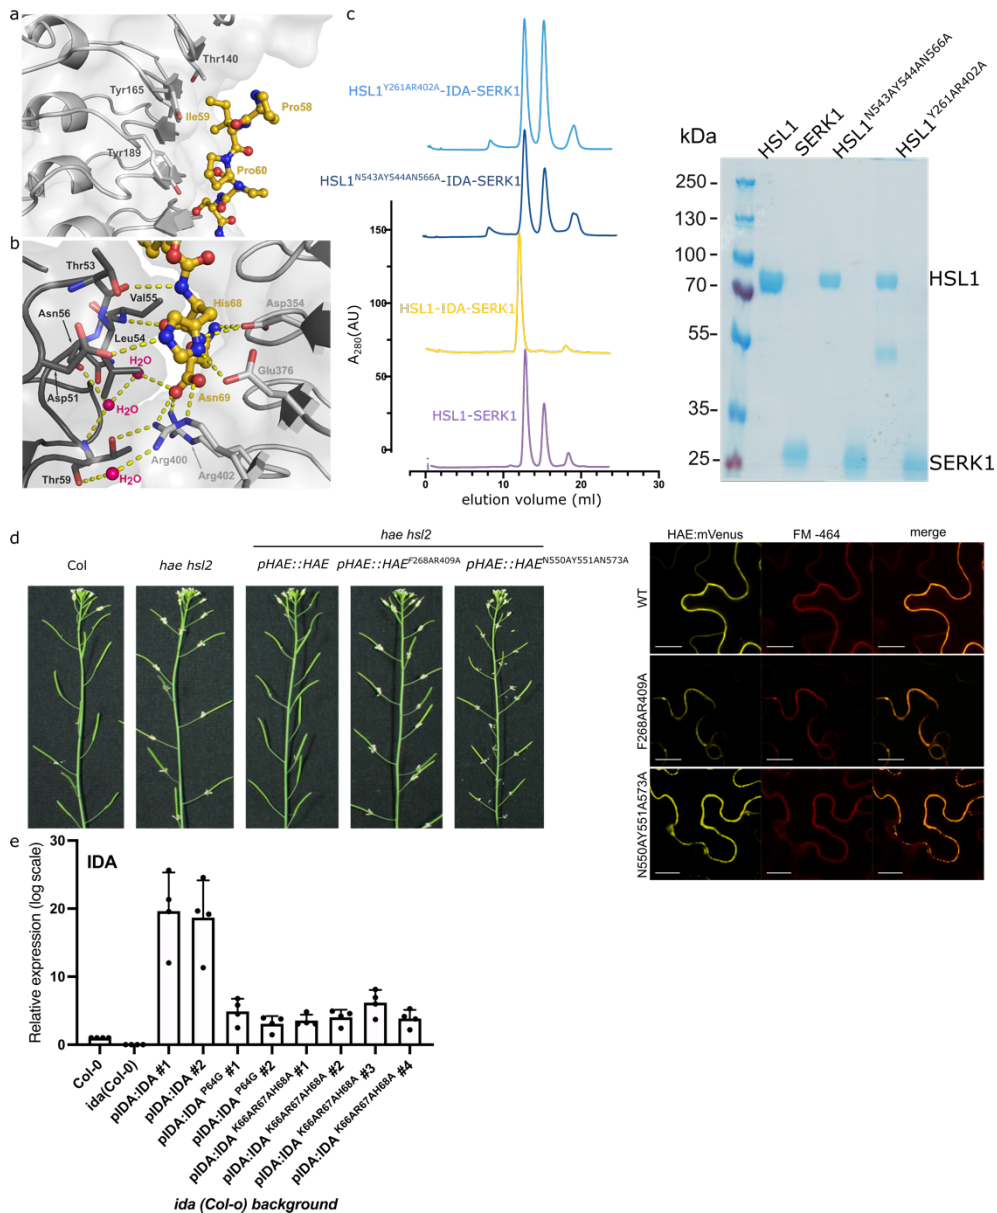 a
Thr140
Tyr165
Ile59
Pro58
Tyr189
Pro60
b
Thr53
Val55
Asn56
His68
Asp354
Leu54
H2O
Glu376
Asp51
Asn69
H2O
Arg400
Arg402
Thr59
H2O
c
HSL1Y261AR402A-IDA-SERK1
HSL1N543AY544AN566A-IDA-SERK1
HSL1-IDA-SERK1
HSL1-SERK1
A280(AU)
150
100
50
0
0
10
20
30
elution volume (ml)
kDa
HSL1
SERK1
HSL1N543AY544AN566A
HSL1Y261AR402A
250
130
100
70
55
35
25
HSL1
SERK1
d
hae hsl2
Col
hae hsl2
pHAE::HAE
pHAE::HAEF268AR409A
pHAE::HAEN550AY551AN573A
HAE:mVenus
FM -464
merge
WT
F268AR409A
N550AY551A573A
e
IDA
Relative expression (log scale)
30
20
10
0
Col-0
ida(Col-0)
pIDA:IDA #1
pIDA:IDA #2
pIDA:IDA P64G #1
pIDA:IDA P64G #2
pIDA:IDA K66AR67AH68A #1
pIDA:IDA K66AR67AH68A #2
pIDA:IDA K66AR67AH68A #3
pIDA:IDA K66AR67AH68A #4
ida (Col-o) background